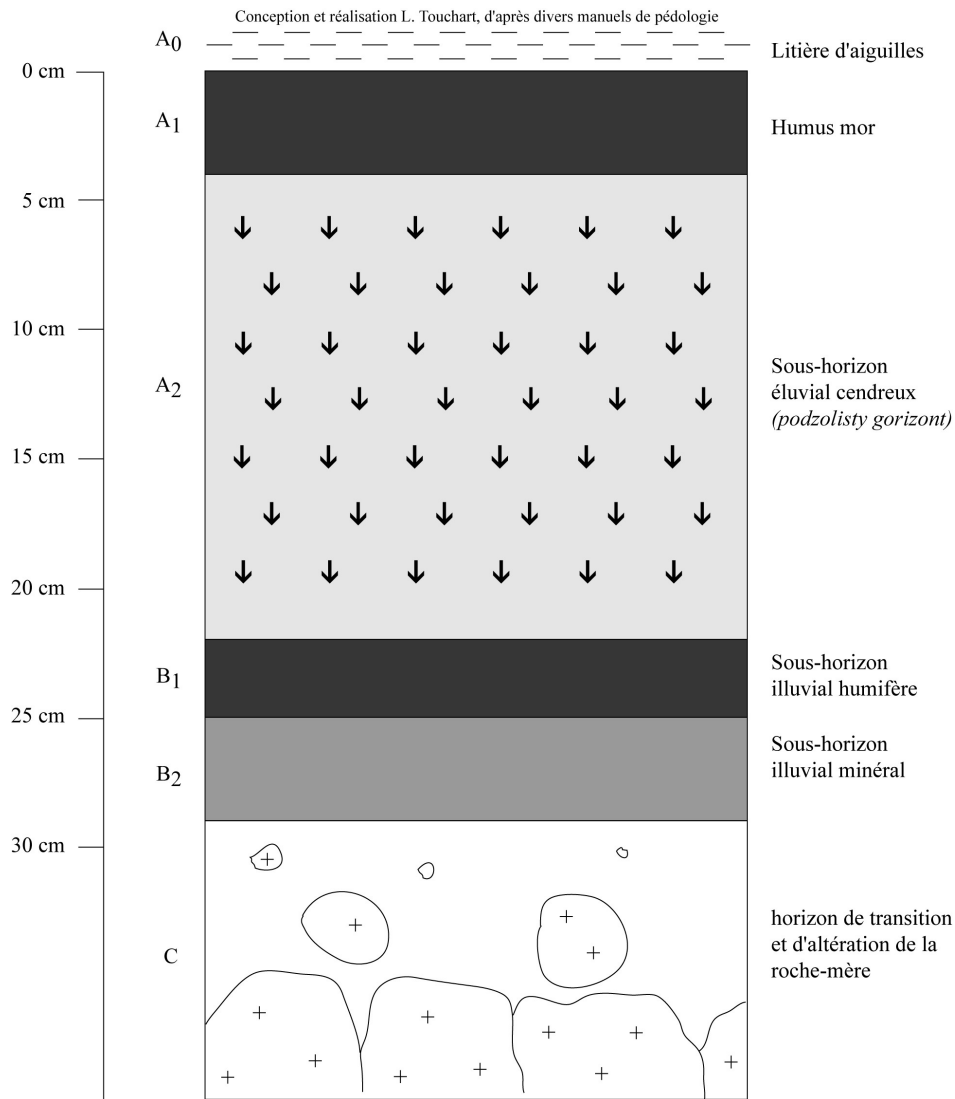 Conception et réalisation L. Touchart, d'après divers manuels de pédologie
A0
Litière d'aiguilles
0 cm
A1
Humus mor
5 cm
10 cm
A2
Sous-horizon
éluvial cendreux
(podzolisty gorizont)
15 cm
20 cm
B1
Sous-horizon
illuvial humifère
25 cm
B2
Sous-horizon
illuvial minéral
30 cm
C
horizon de transition
et d'altération de la
roche-mère